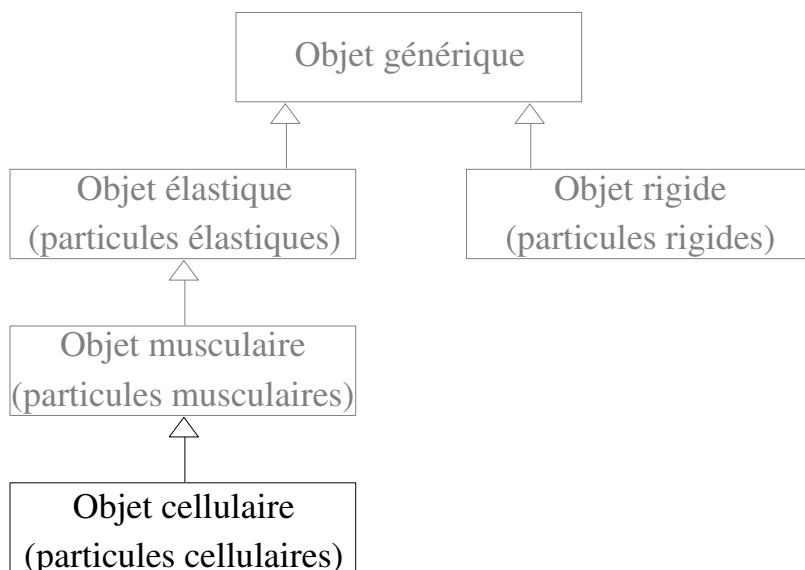 Objet générique
Objet élastique
(particules élastiques)
Objet rigide
(particules rigides)
Objet musculaire
(particules musculaires)
Objet cellulaire
(particules cellulaires)